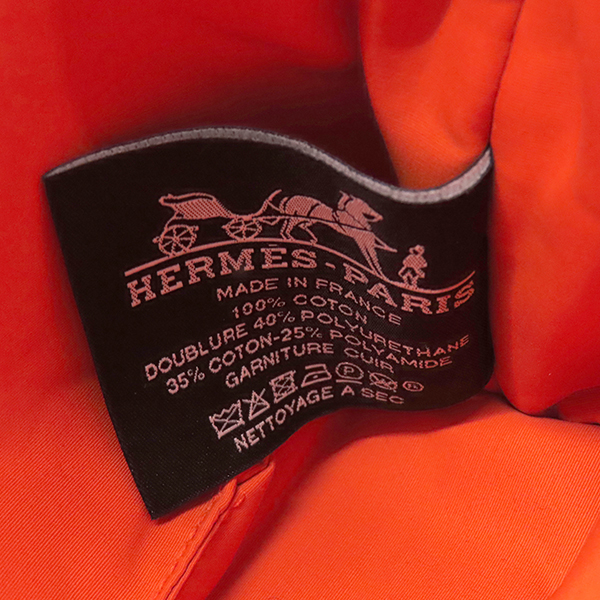 HERMÈS-PARIS
MADE IN FRANCE
100% COTON
DOUBLURE 40% POLYURETHANE
35% COTON-25% POLYAMIDE
GARNITURE CUIR
P
NETTOYAGE A SEC